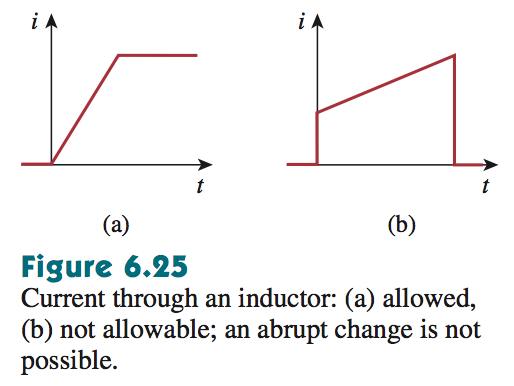 i i
t t
(a) (b)
Figure 6.25
Current through an inductor: (a) allowed,
(b) not allowable; an abrupt change is not
possible.